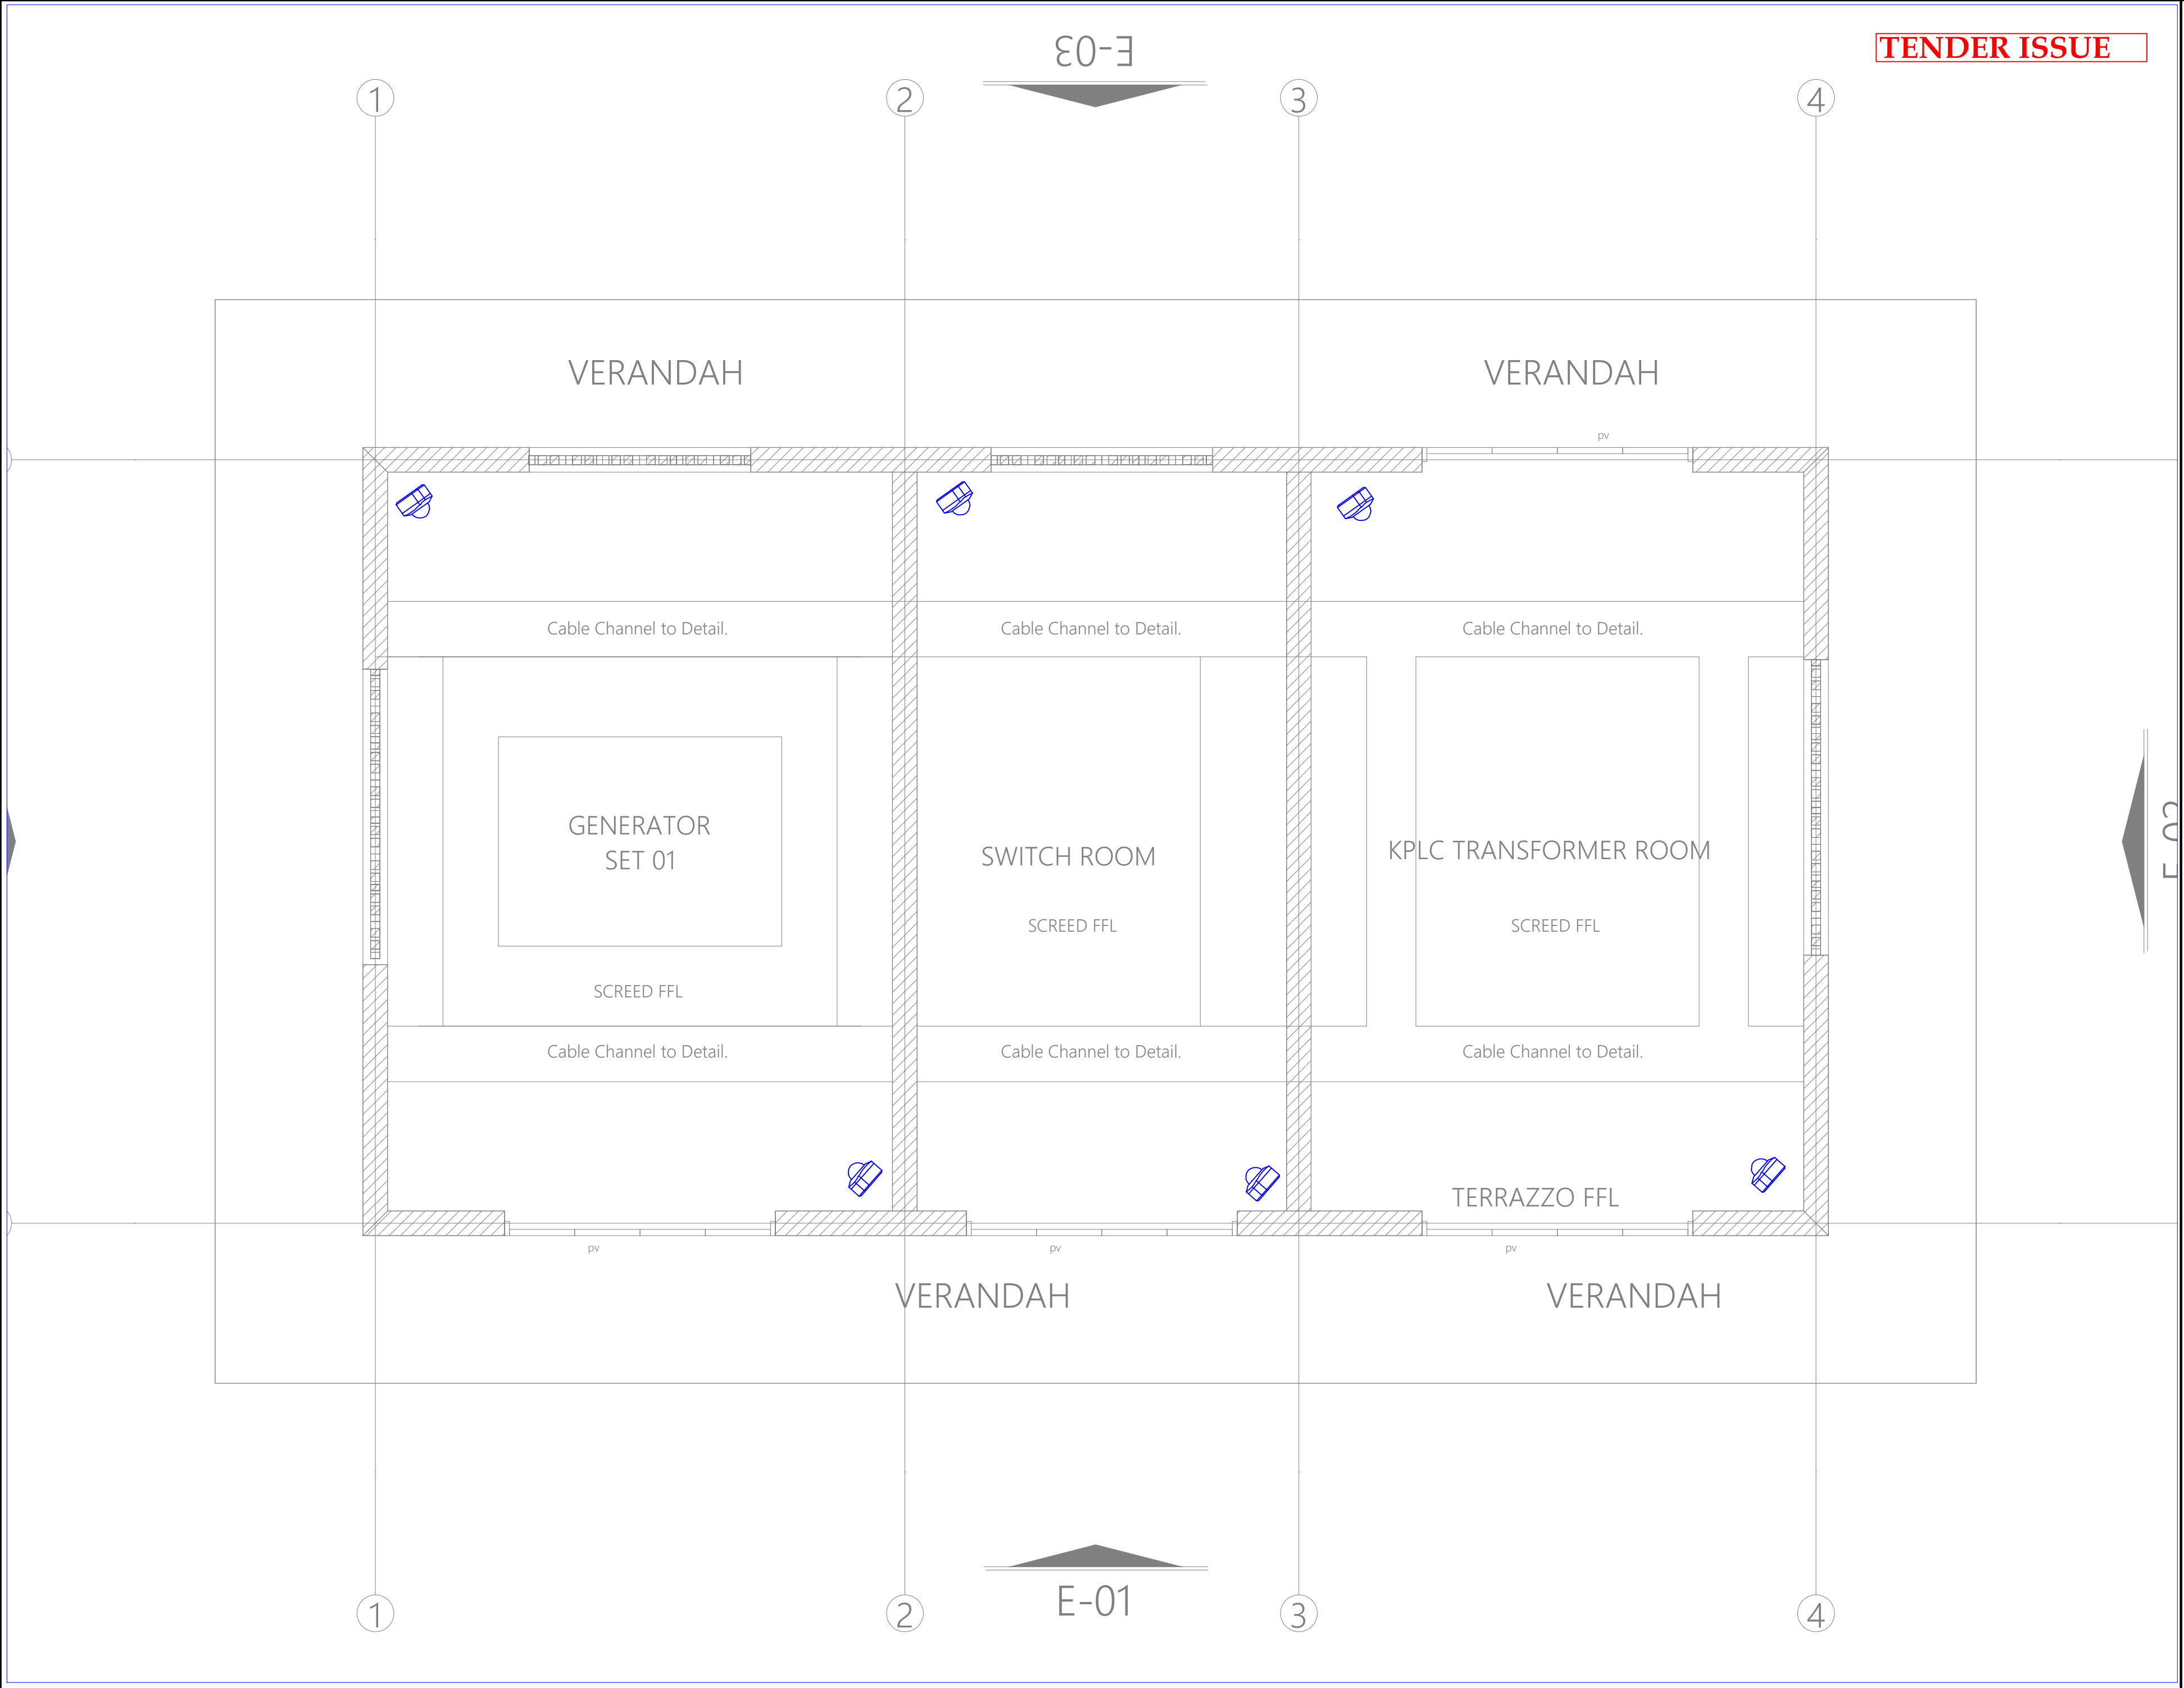 E-03
TENDER ISSUE
1
2
3
4
VERANDAH
VERANDAH
pv
Cable Channel to Detail.
Cable Channel to Detail.
Cable Channel to Detail.
GENERATOR
SET 01
SWITCH ROOM
KPLC TRANSFORMER ROOM
SCREED FFL
SCREED FFL
SCREED FFL
Cable Channel to Detail.
Cable Channel to Detail.
Cable Channel to Detail.
TERRAZZO FFL
pv
pv
pv
VERANDAH
VERANDAH
E-01
1
2
3
4